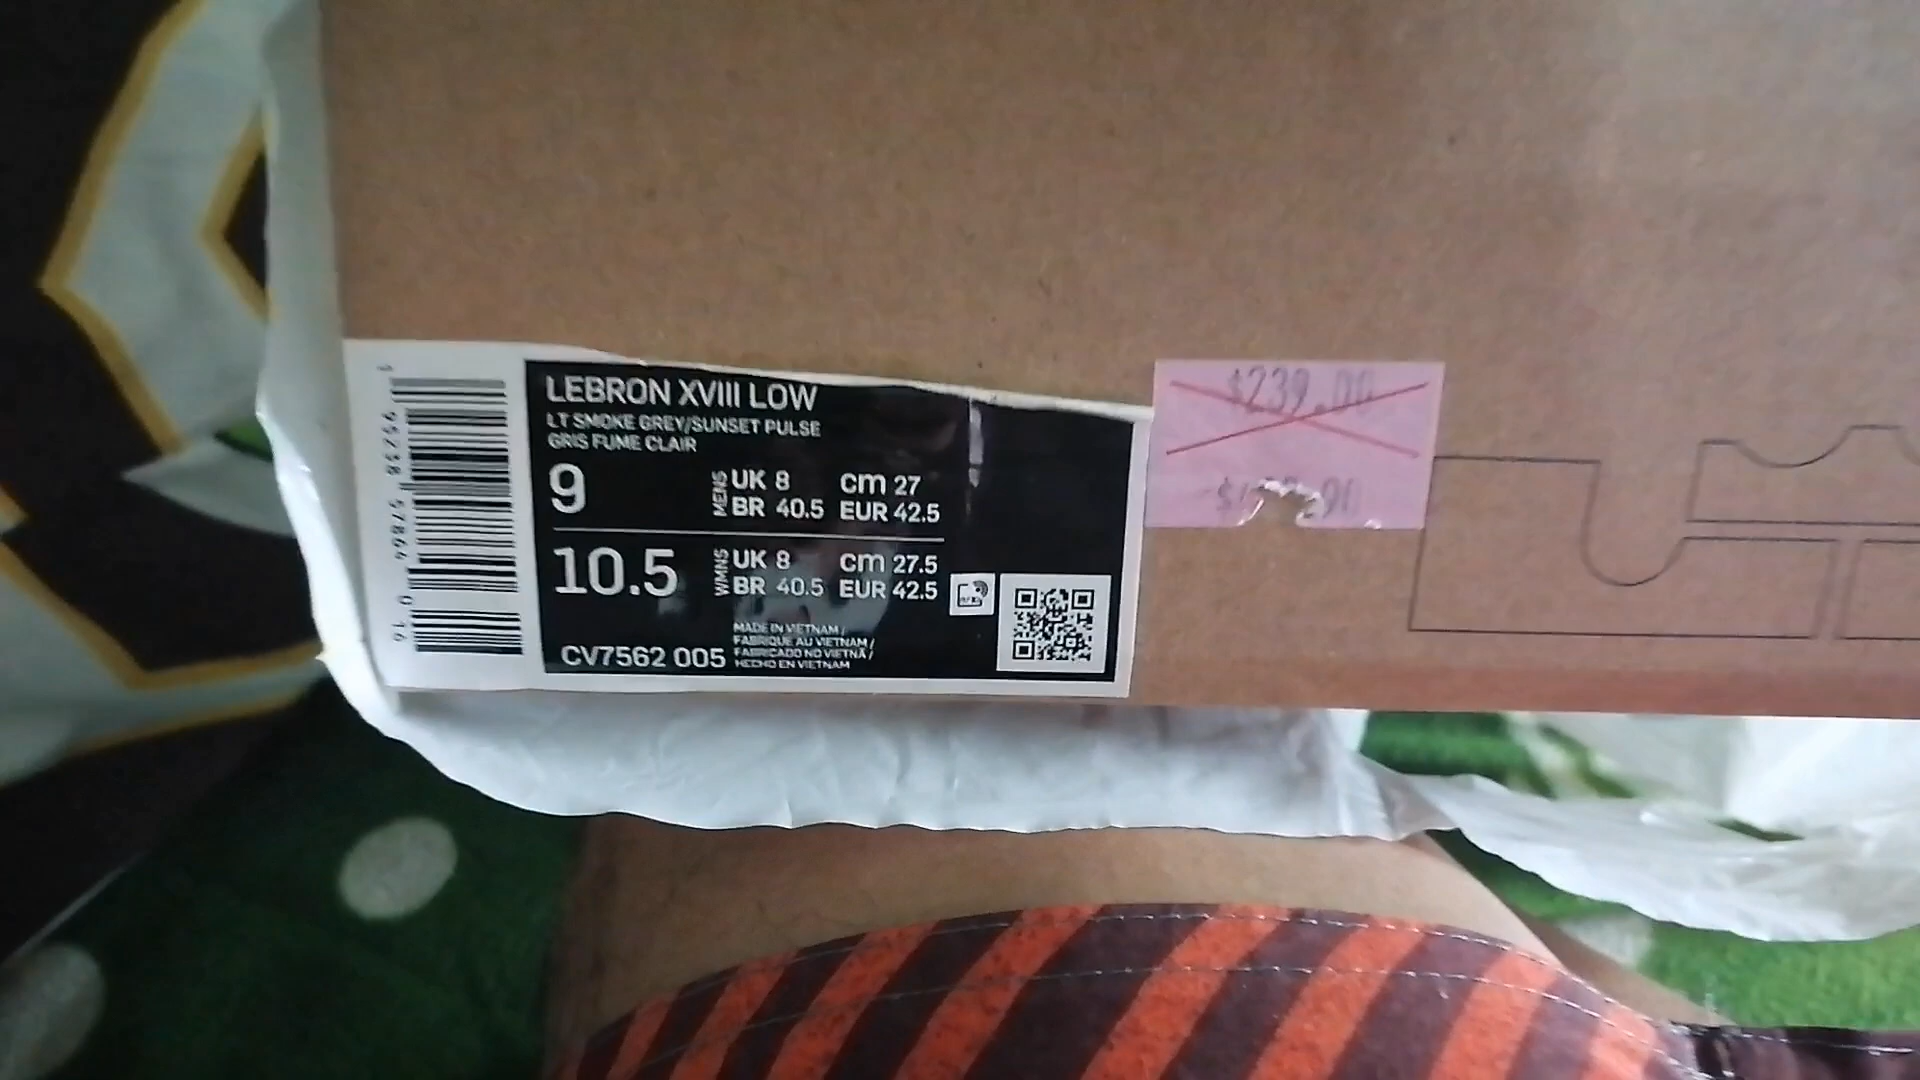 LEBRON XVIII LOW
LT SMOKE GREY/SUNSET PULSE
GRIS FUME CLAIR
9
MENS
UK 8 cm 27
BR 40.5 EUR 42.5
10.5
WMNS
UK 8 cm 27.5
BR 40.5 EUR 42.5
MADE IN VIETNAM /
FABRIQUE AU VIETNAM /
FABRICADO NO VIETNÃ /
HECHO EN VIETNAM
CV7562 005
$239.00